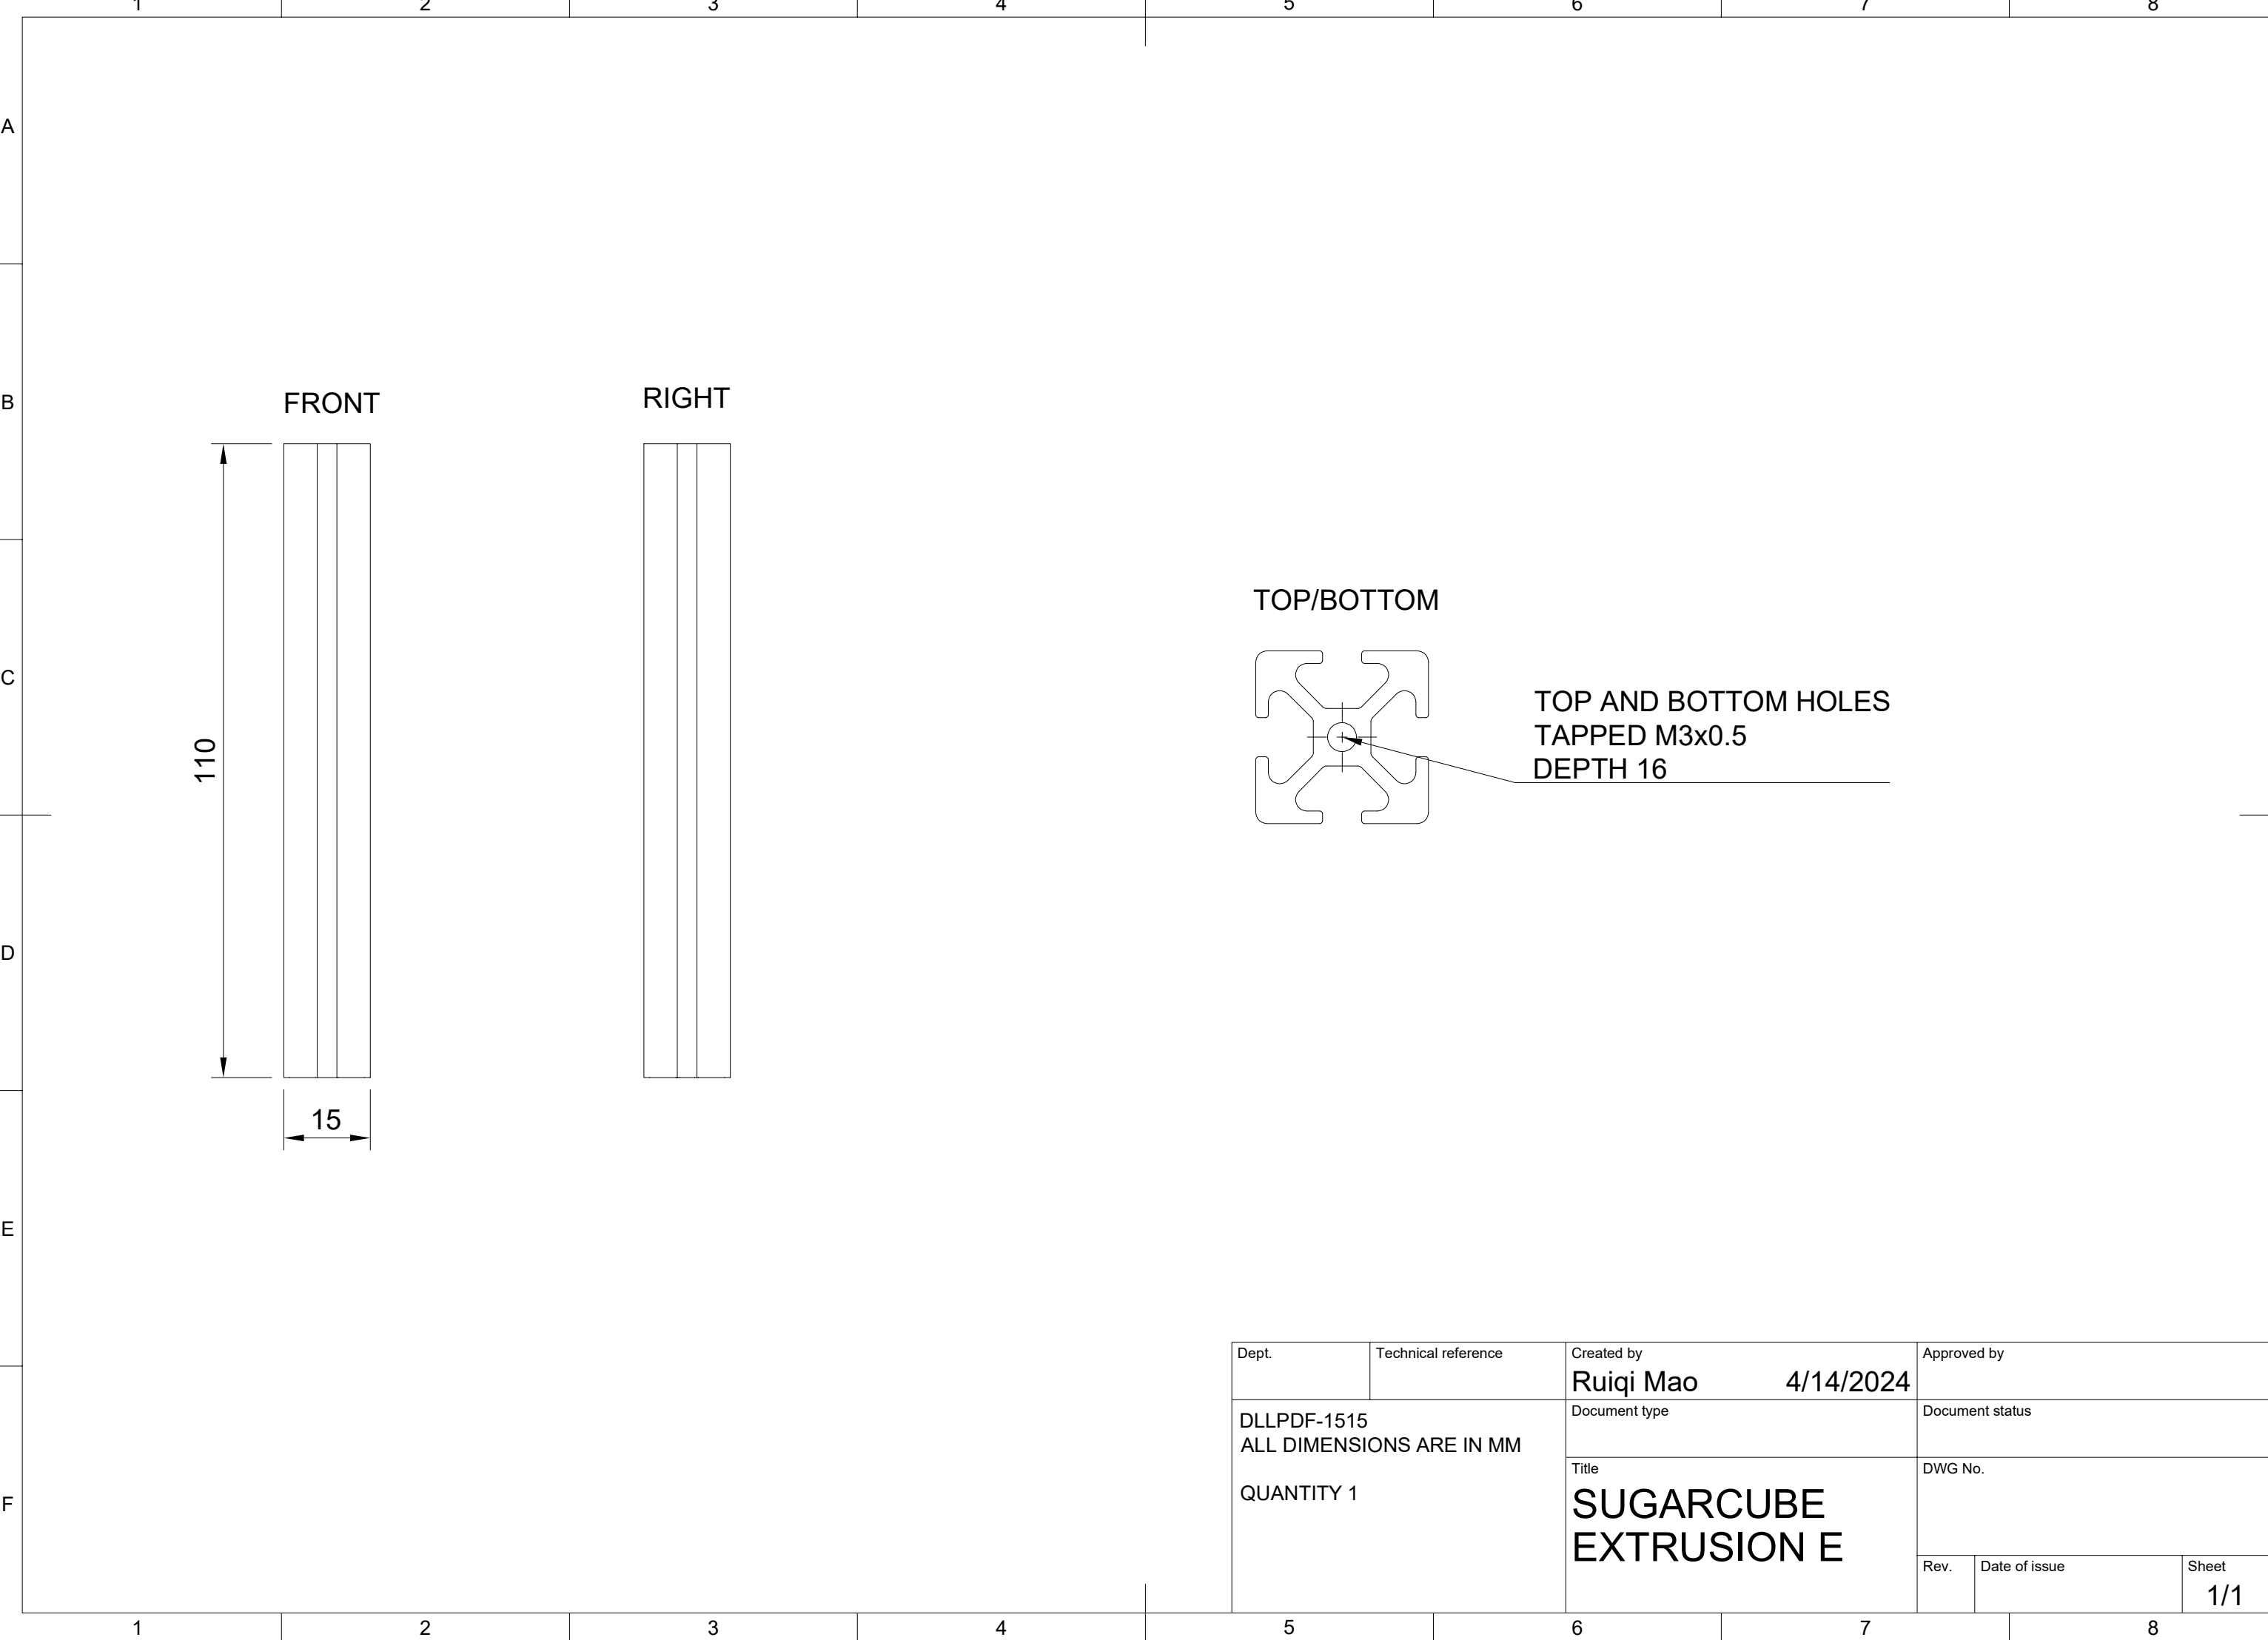 1 2 3 4 5 6 7 8
A
B
C
D
E
F
FRONT
RIGHT
110
15
TOP/BOTTOM
TOP AND BOTTOM HOLES
TAPPED M3x0.5
DEPTH 16
Dept.
Technical reference
Created by
Ruiqi Mao 4/14/2024
Approved by
DLLPDF-1515
ALL DIMENSIONS ARE IN MM
QUANTITY 1
Document type
Document status
Title
SUGARCUBE
EXTRUSION E
DWG No.
Rev.
Date of issue
Sheet
1/1
1 2 3 4 5 6 7 8